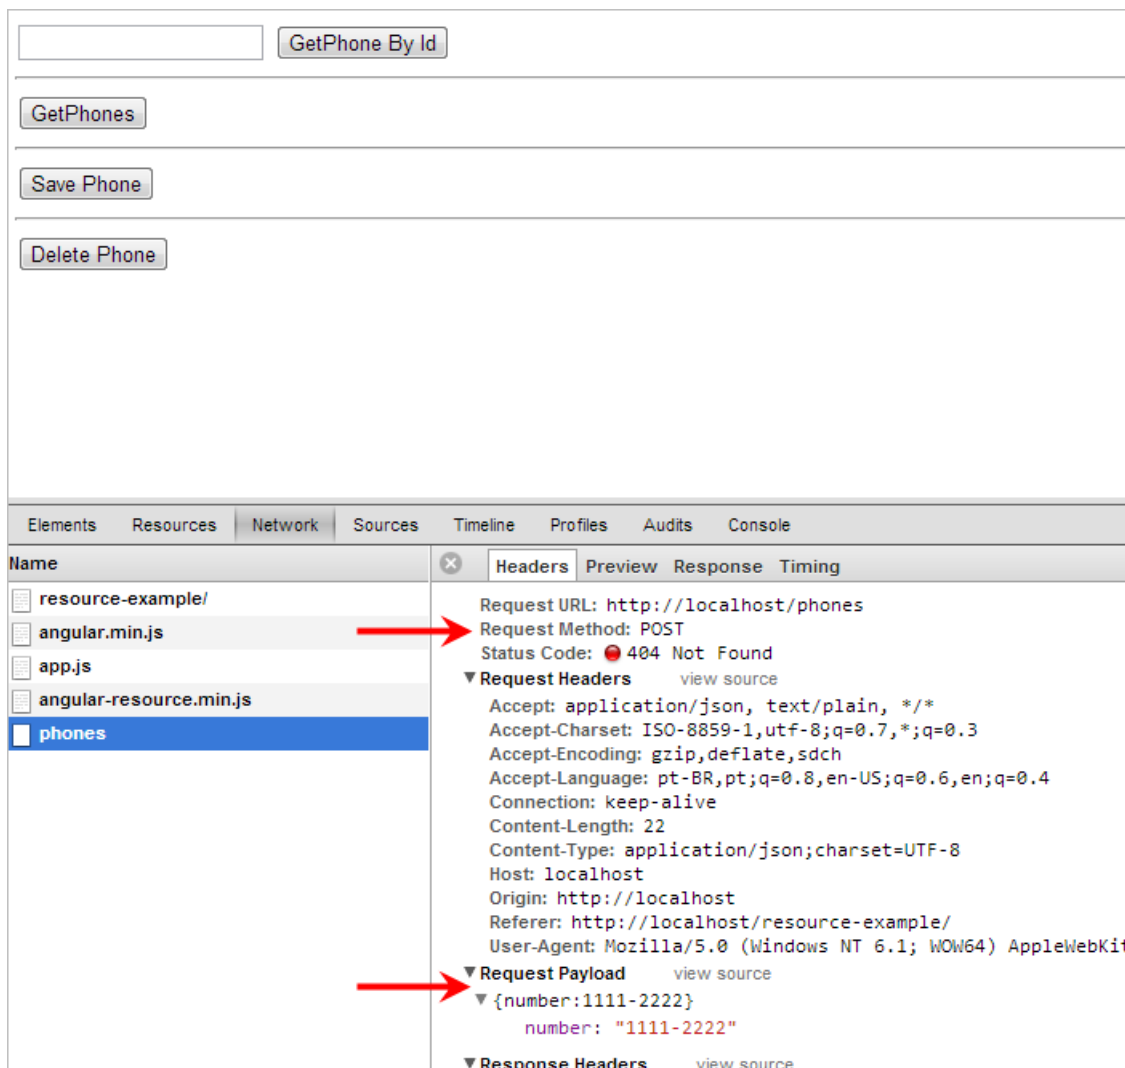 GetPhone By Id
GetPhones
Save Phone
Delete Phone
Elements Resources Network Sources Timeline Profiles Audits Console
Name
resource-example/
angular.min.js
app.js
angular-resource.min.js
phones
Headers Preview Response Timing
Request URL: http://localhost/phones
Request Method: POST
Status Code: 404 Not Found
Request Headers view source
Accept: application/json, text/plain, */*
Accept-Charset: ISO-8859-1,utf-8;q=0.7,*;q=0.3
Accept-Encoding: gzip,deflate,sdch
Accept-Language: pt-BR,pt;q=0.8,en-US;q=0.6,en;q=0.4
Connection: keep-alive
Content-Length: 22
Content-Type: application/json;charset=UTF-8
Host: localhost
Origin: http://localhost
Referer: http://localhost/resource-example/
User-Agent: Mozilla/5.0 (Windows NT 6.1; WOW64) AppleWebKit
Request Payload view source
{number:1111-2222}
number: "1111-2222"
Response Headers view source